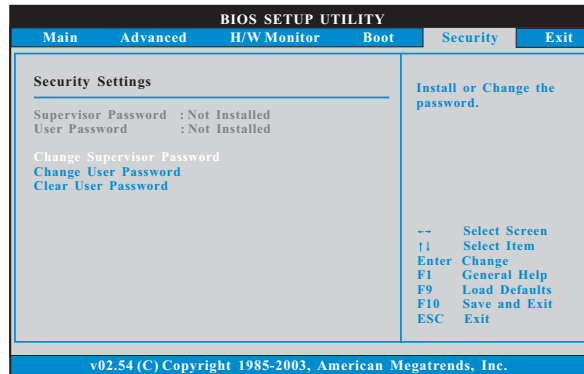 BIOS SETUP UTILITY
Main Advanced H/W Monitor Boot Security Exit
Security Settings
Supervisor Password : Not Installed
User Password : Not Installed
Change Supervisor Password
Change User Password
Clear User Password
Install or Change the
password.
←→ Select Screen
↑↓ Select Item
Enter Change
F1 General Help
F9 Load Defaults
F10 Save and Exit
ESC Exit
v02.54 (C) Copyright 1985-2003, American Megatrends, Inc.